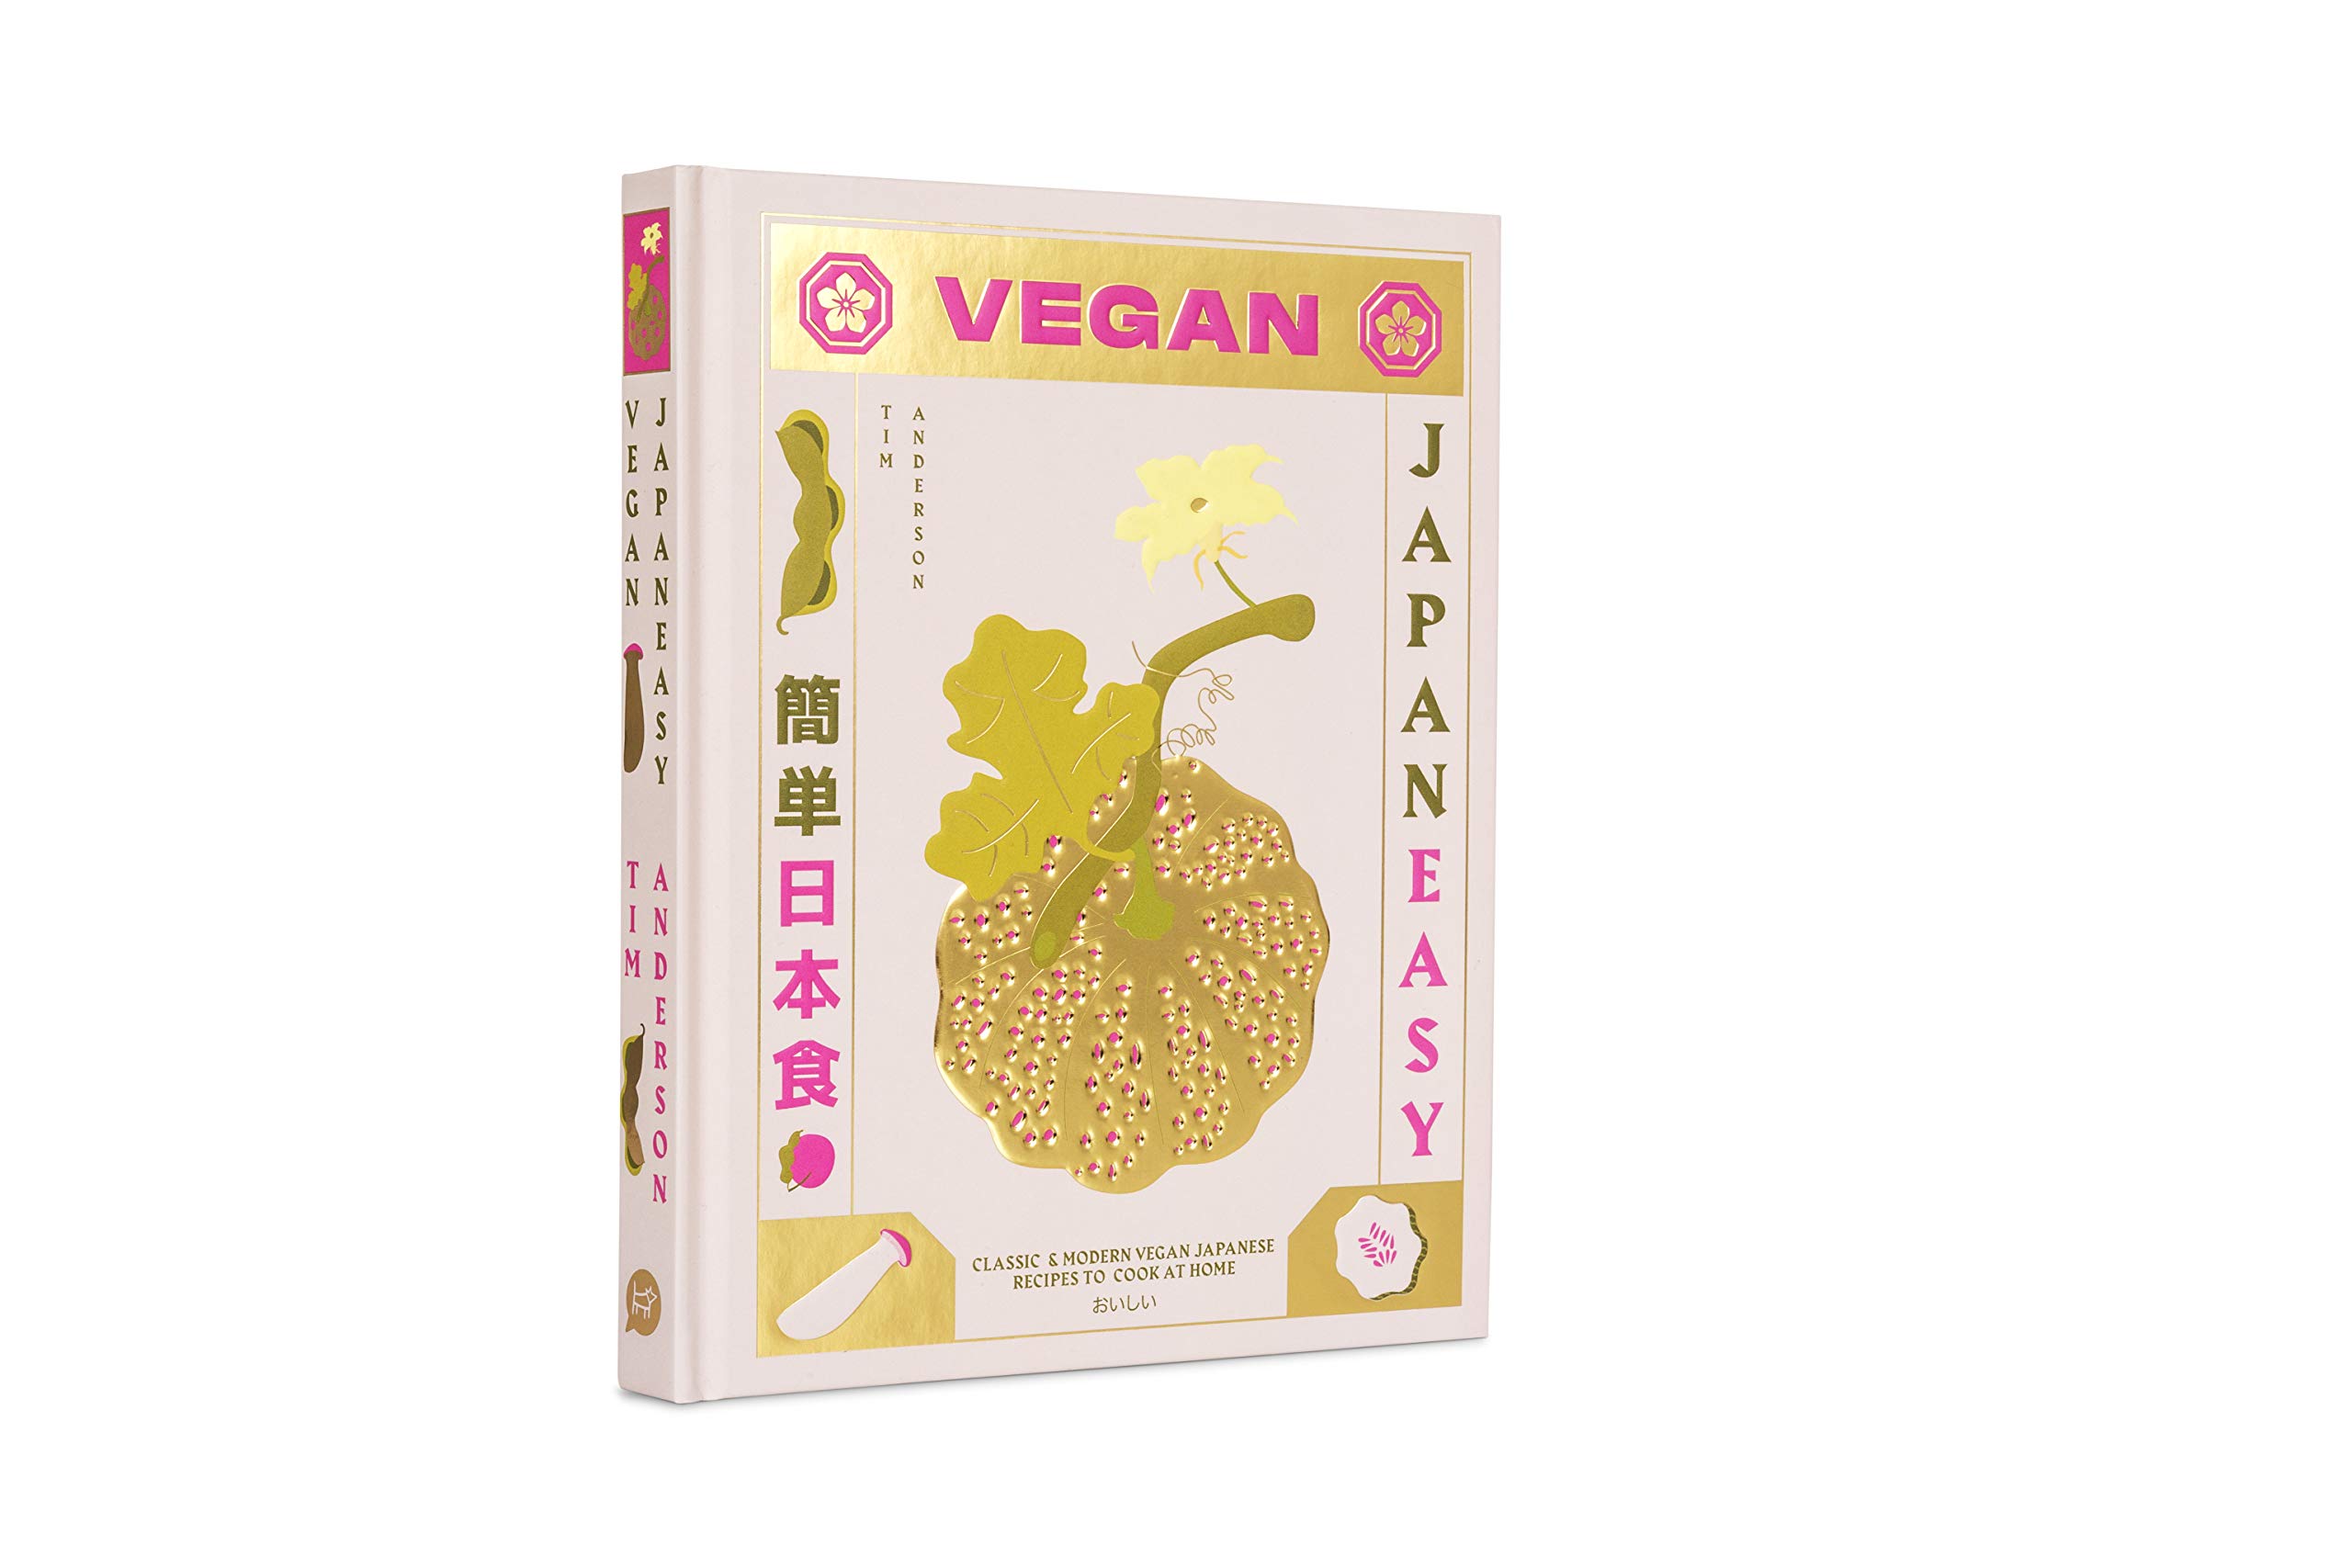 VEGAN
JAPANEASY
TIM
ANDERSON
VEGAN
TIM
ANDERSON
簡単日本食
JAPANEASY
CLASSIC & MODERN VEGAN JAPANESE
RECIPES TO COOK AT HOME
おいしい